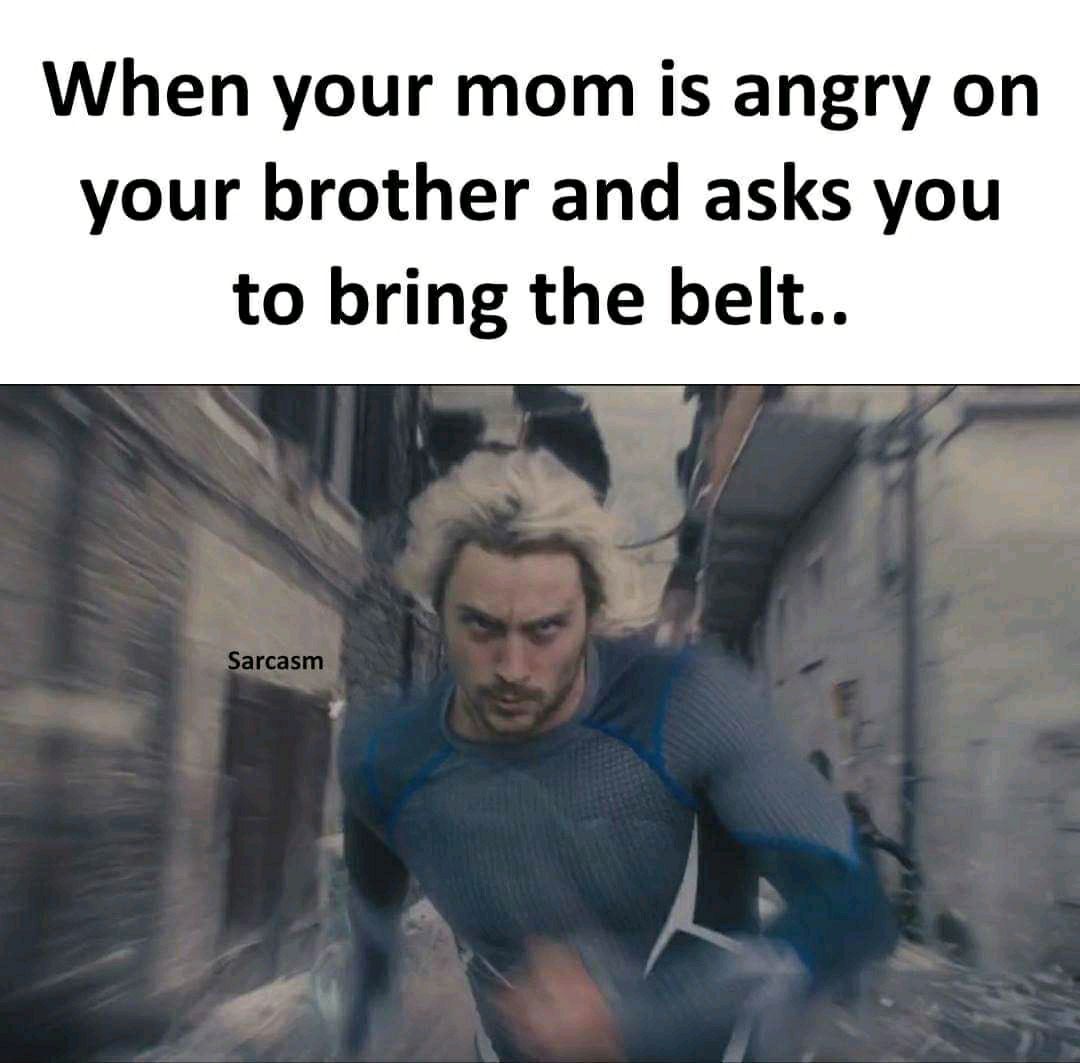 When your mom is angry on
your brother and asks you
to bring the belt..
Sarcasm